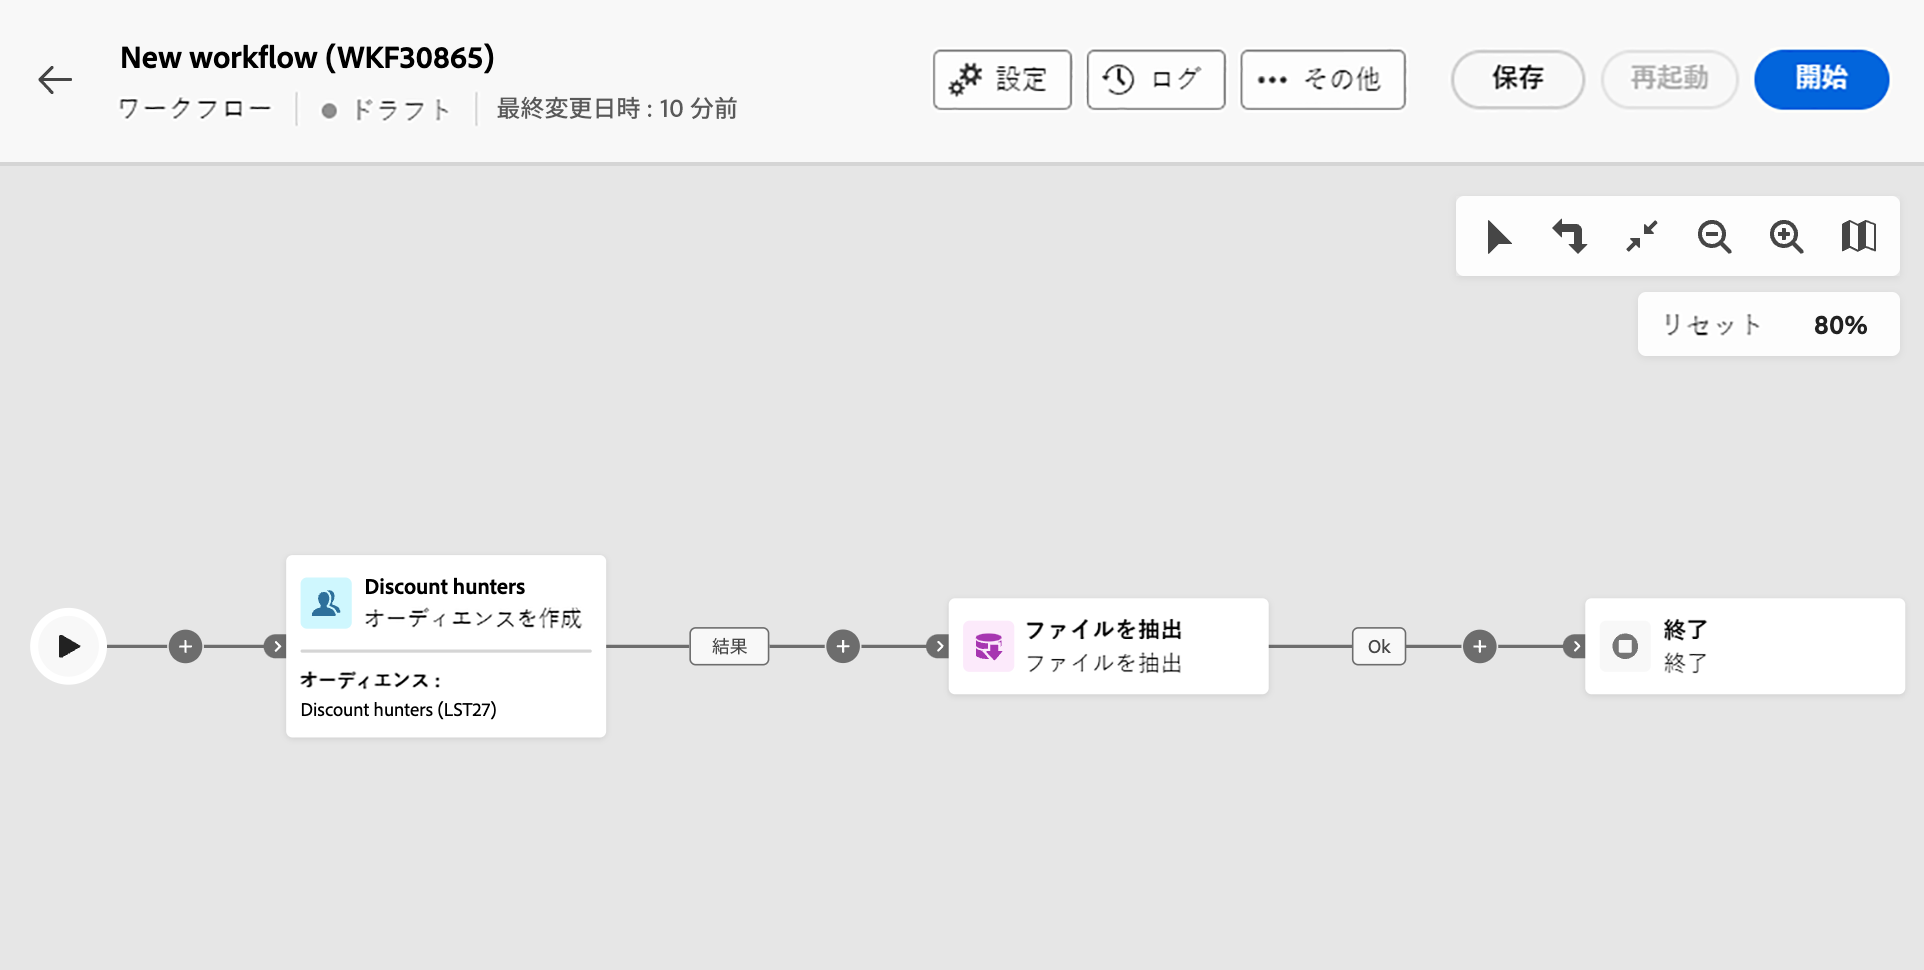 New workflow (WKF30865)
ワークフロー ドラフト 最終変更日時 : 10 分前
設定 ログ その他 保存 再起動 開始
リセット 80%
Discount hunters
オーディエンスを作成
オーディエンス :
Discount hunters (LST27)
結果
ファイルを抽出
ファイルを抽出
Ok
終了
終了